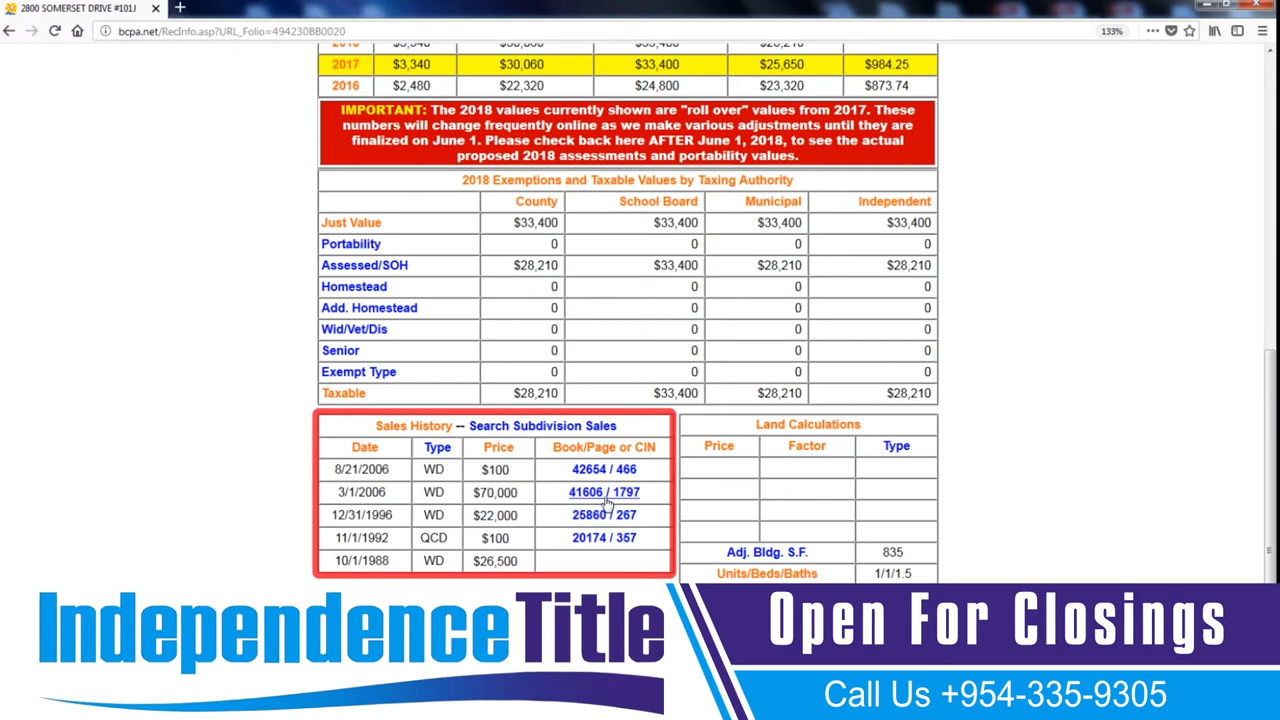 2800 SOMERSET DRIVE #101J
bcpa.net/RecInfo.asp?URL_Folio=494230BB0020
133%
2017 $3,340 $30,060 $33,400 $25,650 $984.25
2016 $2,480 $22,320 $24,800 $23,320 $873.74
IMPORTANT: The 2018 values currently shown are "roll over" values from 2017. These
numbers will change frequently online as we make various adjustments until they are
finalized on June 1. Please check back here AFTER June 1, 2018, to see the actual
proposed 2018 assessments and portability values.
2018 Exemptions and Taxable Values by Taxing Authority
County School Board Municipal Independent
Just Value $33,400 $33,400 $33,400 $33,400
Portability 0 0 0 0
Assessed/SOH $28,210 $33,400 $28,210 $28,210
Homestead 0 0 0 0
Add. Homestead 0 0 0 0
Wid/Vet/Dis 0 0 0 0
Senior 0 0 0 0
Exempt Type 0 0 0 0
Taxable $28,210 $33,400 $28,210 $28,210
Sales History -- Search Subdivision Sales
Date Type Price Book/Page or CIN
8/21/2006 WD $100 42654 / 466
3/1/2006 WD $70,000 41606 / 1797
12/31/1996 WD $22,000 25860 / 267
11/1/1992 QCD $100 20174 / 357
10/1/1988 WD $26,500
Land Calculations
Price Factor Type
Adj. Bldg. S.F. 835
Units/Beds/Baths 1/1/1.5
Independence Title
Open For Closings
Call Us +954-335-9305